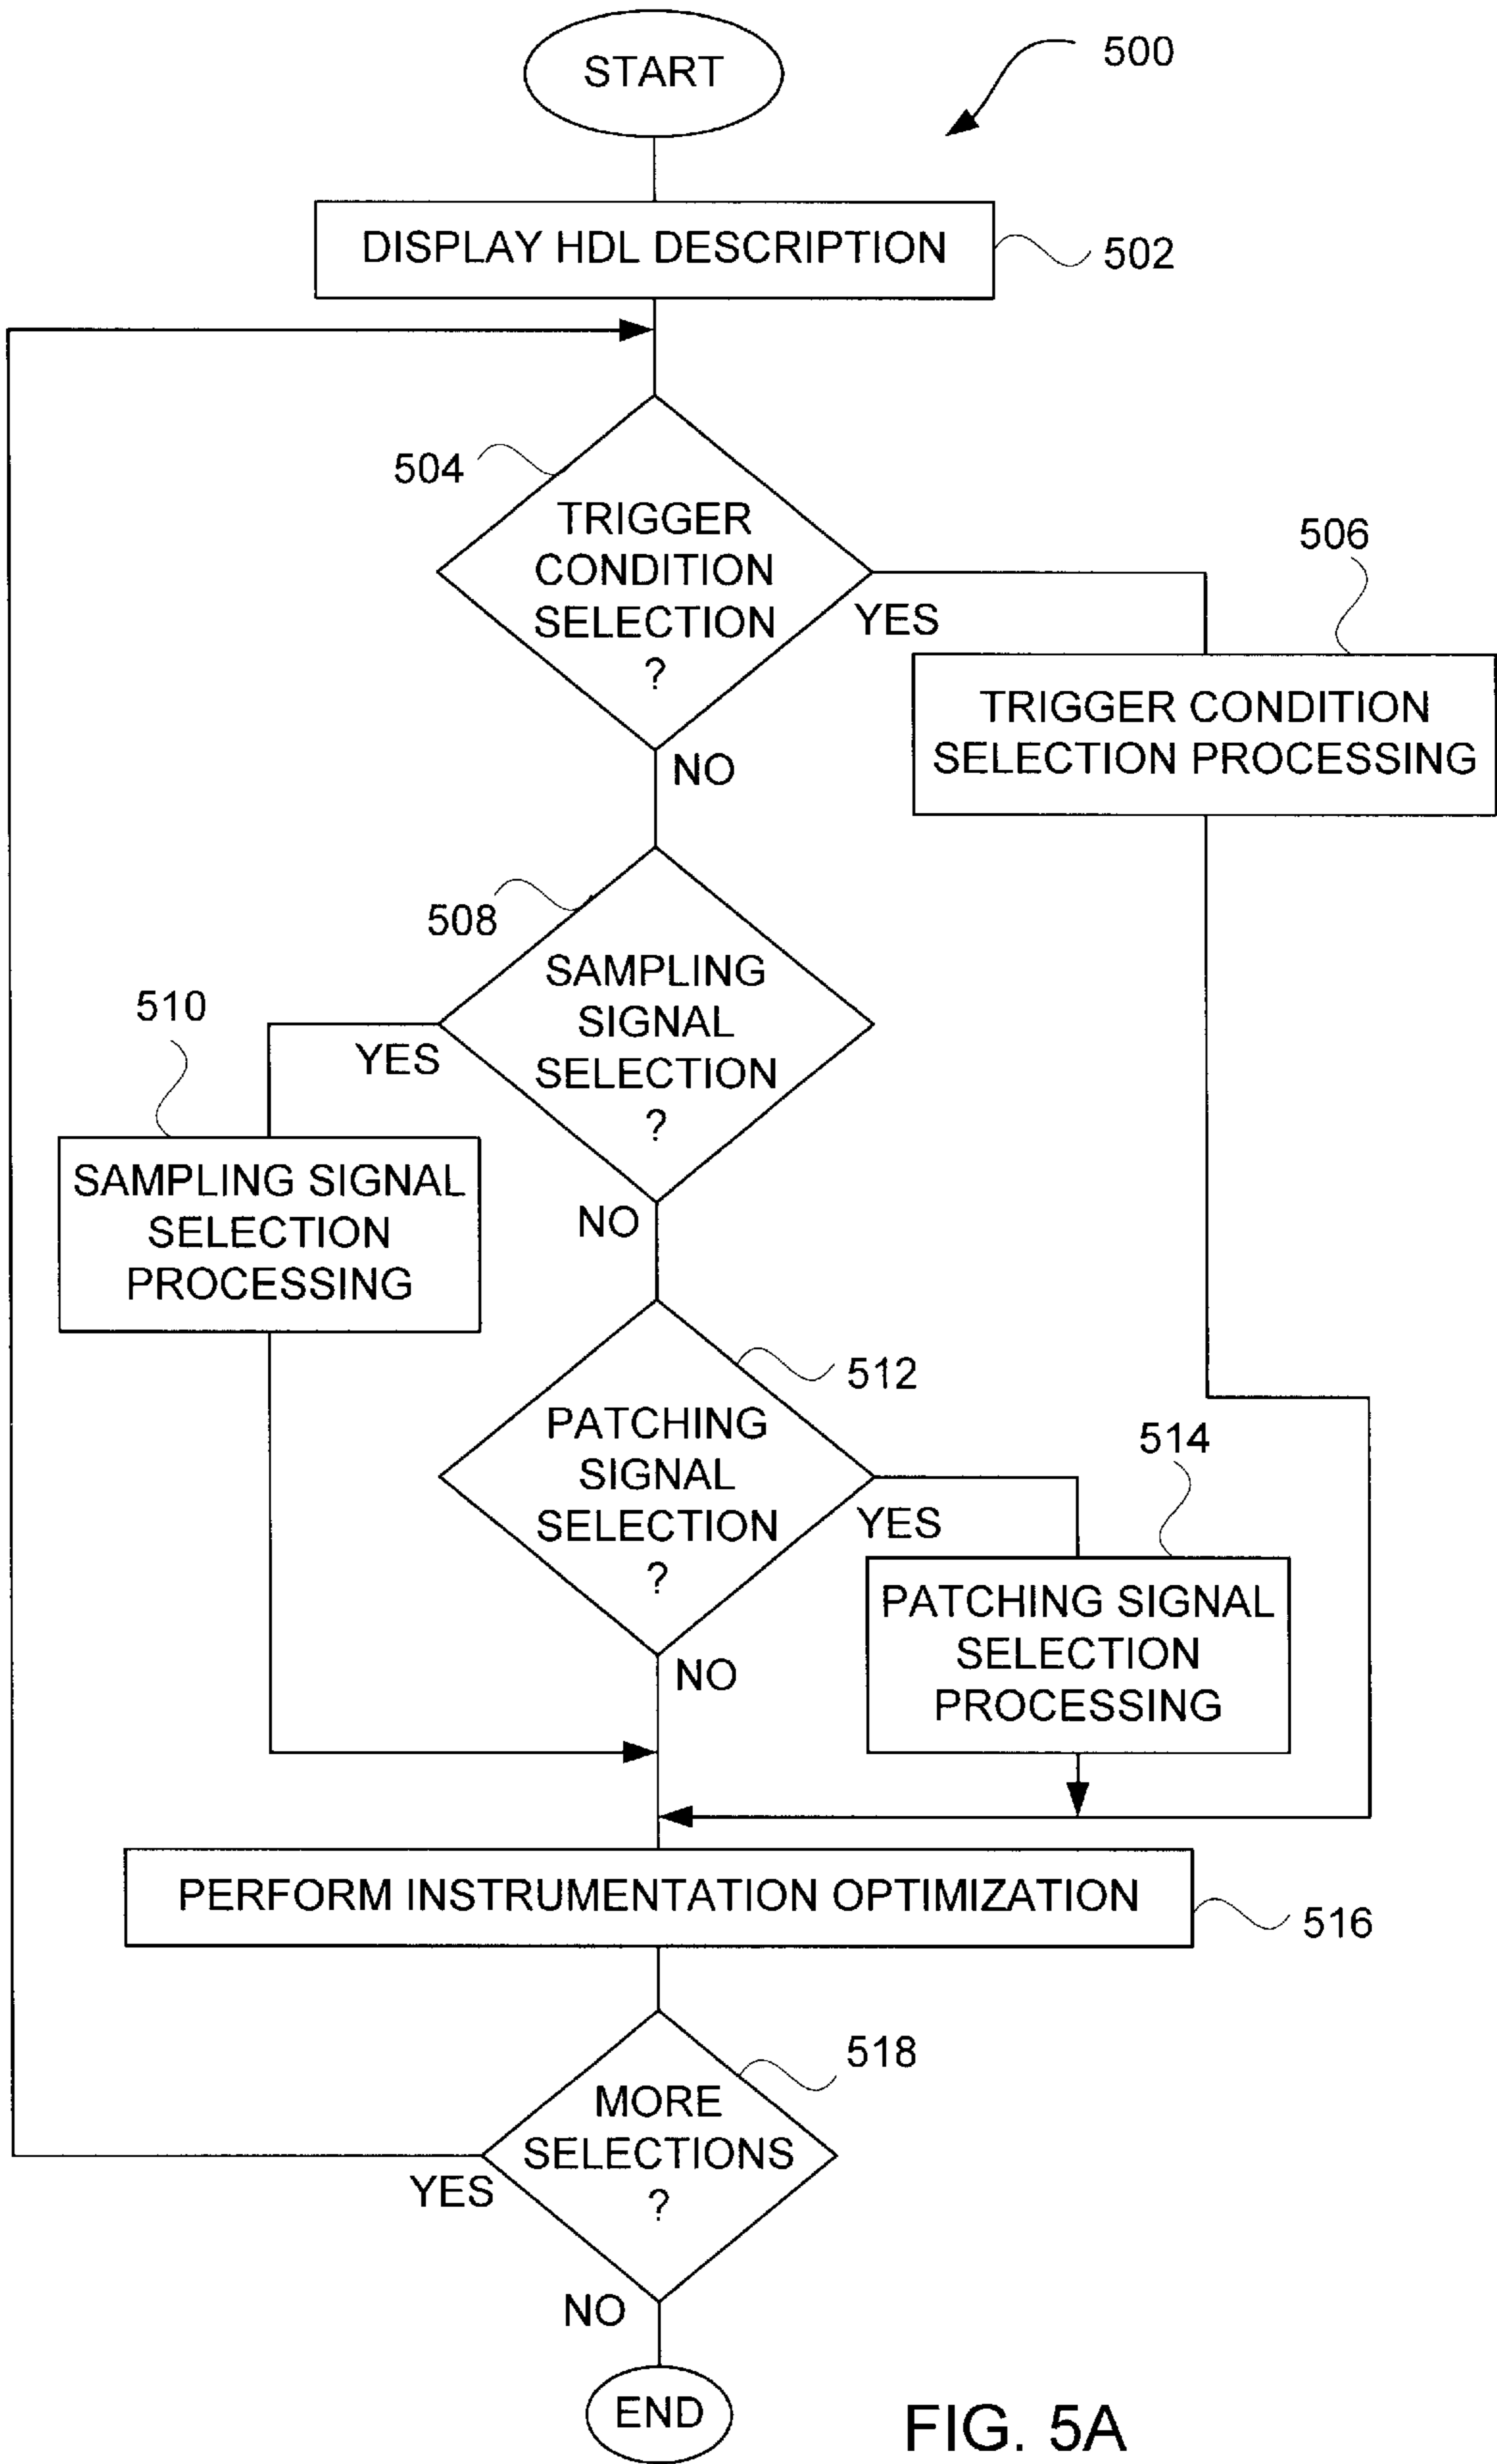 START
500
DISPLAY HDL DESCRIPTION
502
504
TRIGGER
CONDITION
SELECTION
?
YES
NO
506
TRIGGER CONDITION
SELECTION PROCESSING
508
SAMPLING
SIGNAL
SELECTION
?
YES
NO
510
SAMPLING SIGNAL
SELECTION
PROCESSING
512
PATCHING
SIGNAL
SELECTION
?
YES
NO
514
PATCHING SIGNAL
SELECTION
PROCESSING
PERFORM INSTRUMENTATION OPTIMIZATION
516
518
MORE
SELECTIONS
?
YES
NO
END
FIG. 5A